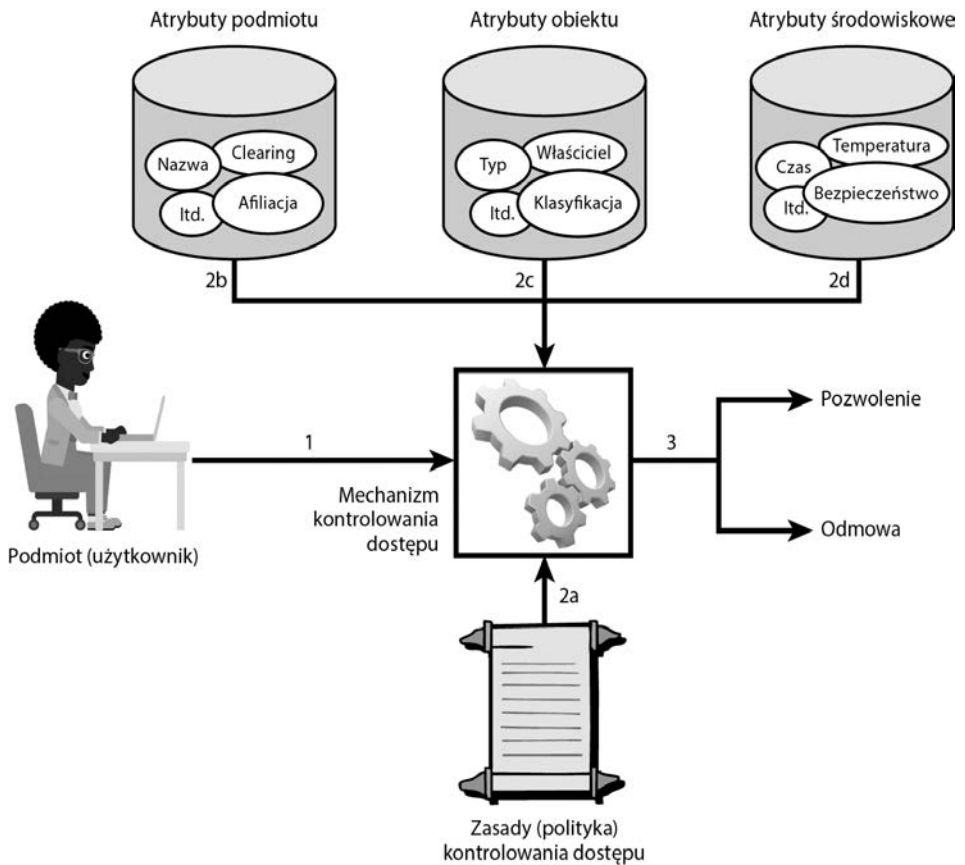 Atrybuty podmiotu
Atrybuty obiektu
Atrybuty środowiskowe
Nazwa
Clearing
Itd.
Afiliacja
Typ
Właściciel
Itd.
Klasyfikacja
Czas
Temperatura
Itd.
Bezpieczeństwo
2b
2c
2d
1
Mechanizm
kontrolowania
dostępu
3
Pozwolenie
Odmowa
Podmiot (użytkownik)
2a
Zasady (polityka)
kontrolowania dostępu